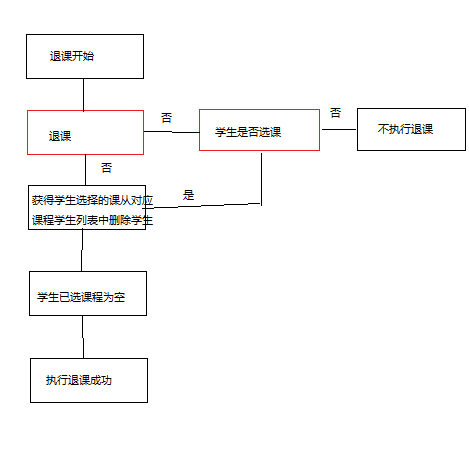 退课开始
退课
否
学生是否选课
否
不执行退课
否
获得学生选择的课从对应
课程学生列表中删除学生
是
学生已选课程为空
执行退课成功